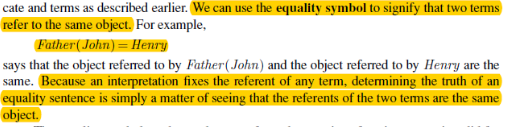 cate and terms as described earlier. We can use the equality symbol to signify that two terms
refer to the same object. For example,
Father(John) = Henry
says that the object referred to by Father(John) and the object referred to by Henry are the
same. Because an interpretation fixes the referent of any term, determining the truth of an
equality sentence is simply a matter of seeing that the referents of the two terms are the same
object.